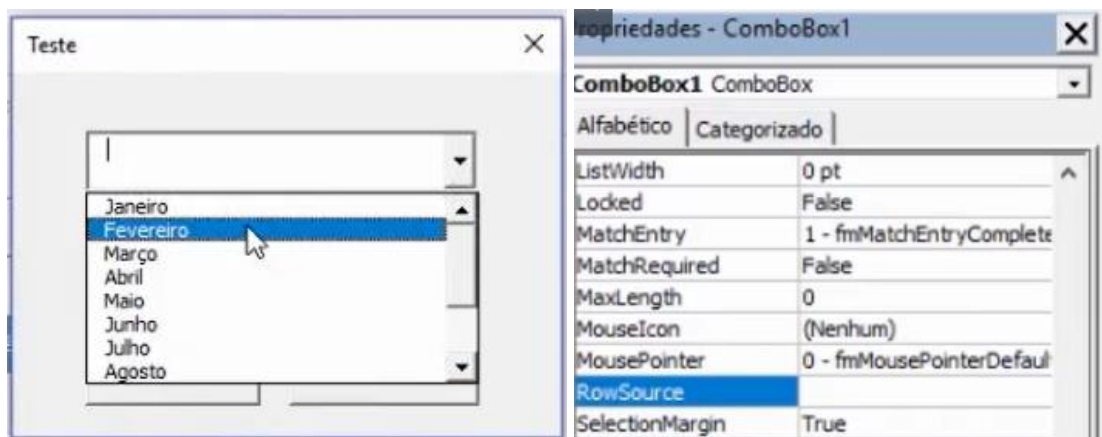 Teste
Janeiro
Fevereiro
Março
Abril
Maio
Junho
Julho
Agosto
Propriedades - ComboBox1
ComboBox1 ComboBox
Alfabético Categorizado
ListWidth 0 pt
Locked False
MatchEntry 1 - fmMatchEntryComplete
MatchRequired False
MaxLength 0
MouseIcon (Nenhum)
MousePointer 0 - fmMousePointerDefaul
RowSource
SelectionMargin True